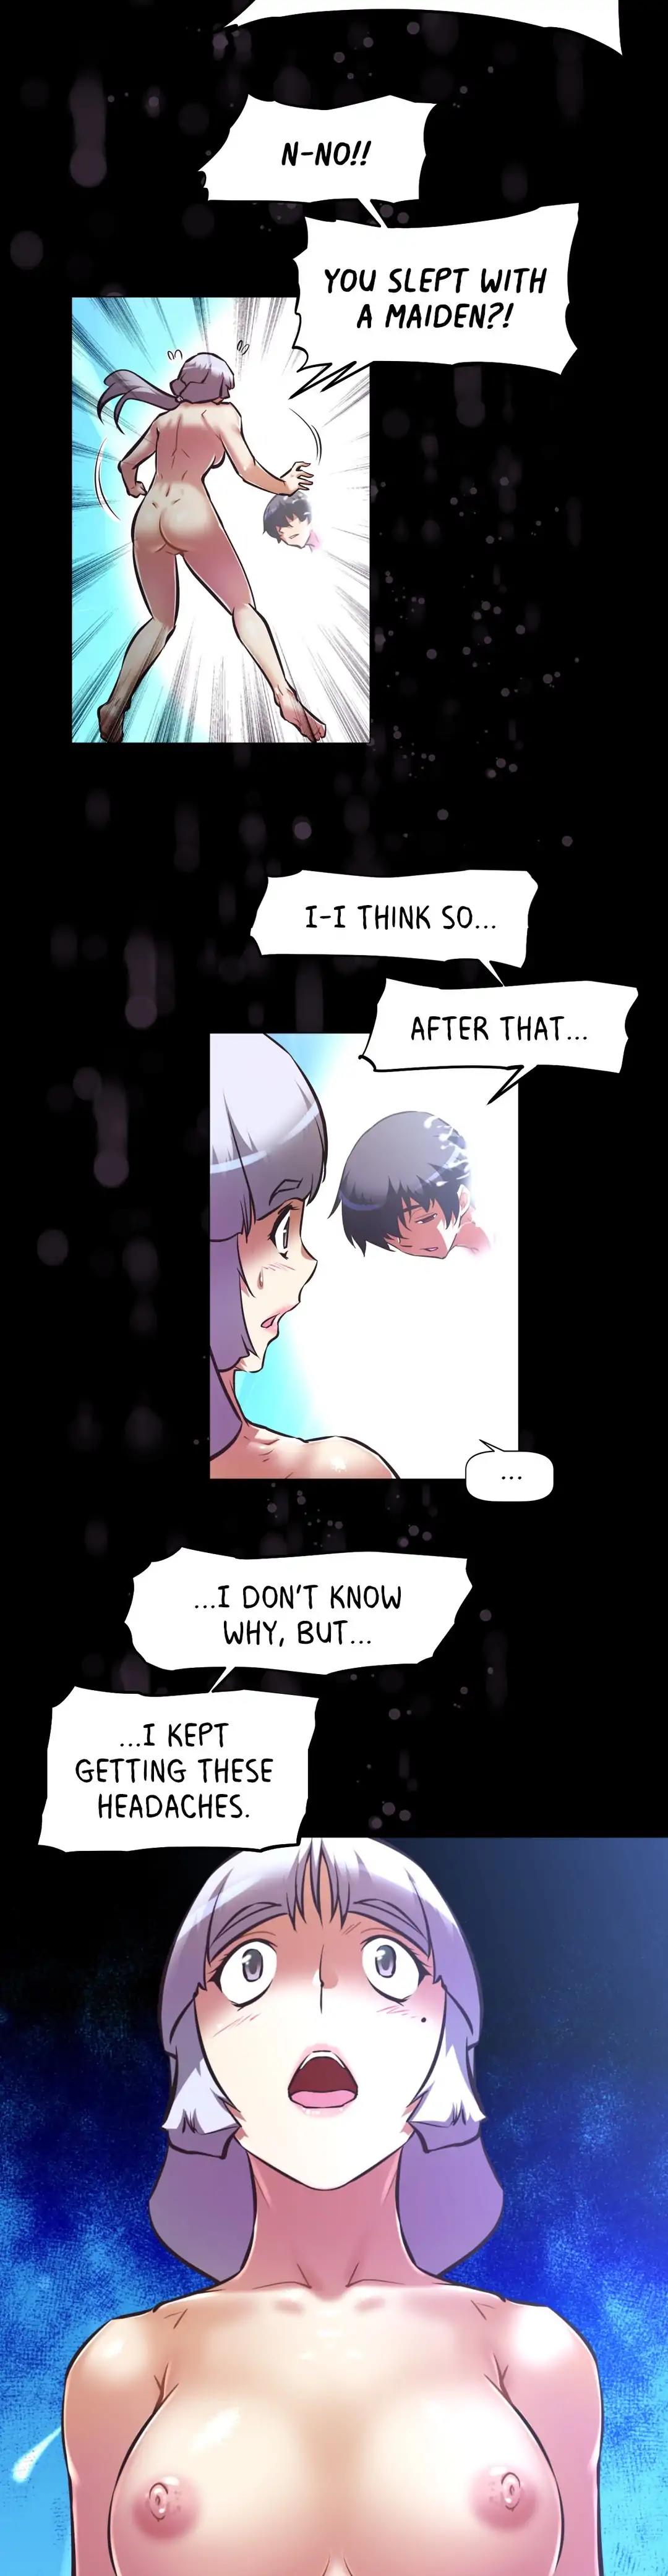 N-NO!!
YOU SLEPT WITH
A MAIDEN?!
I-I THINK SO...
AFTER THAT...
...
...I DON'T KNOW
WHY, BUT...
...I KEPT
GETTING THESE
HEADACHES.